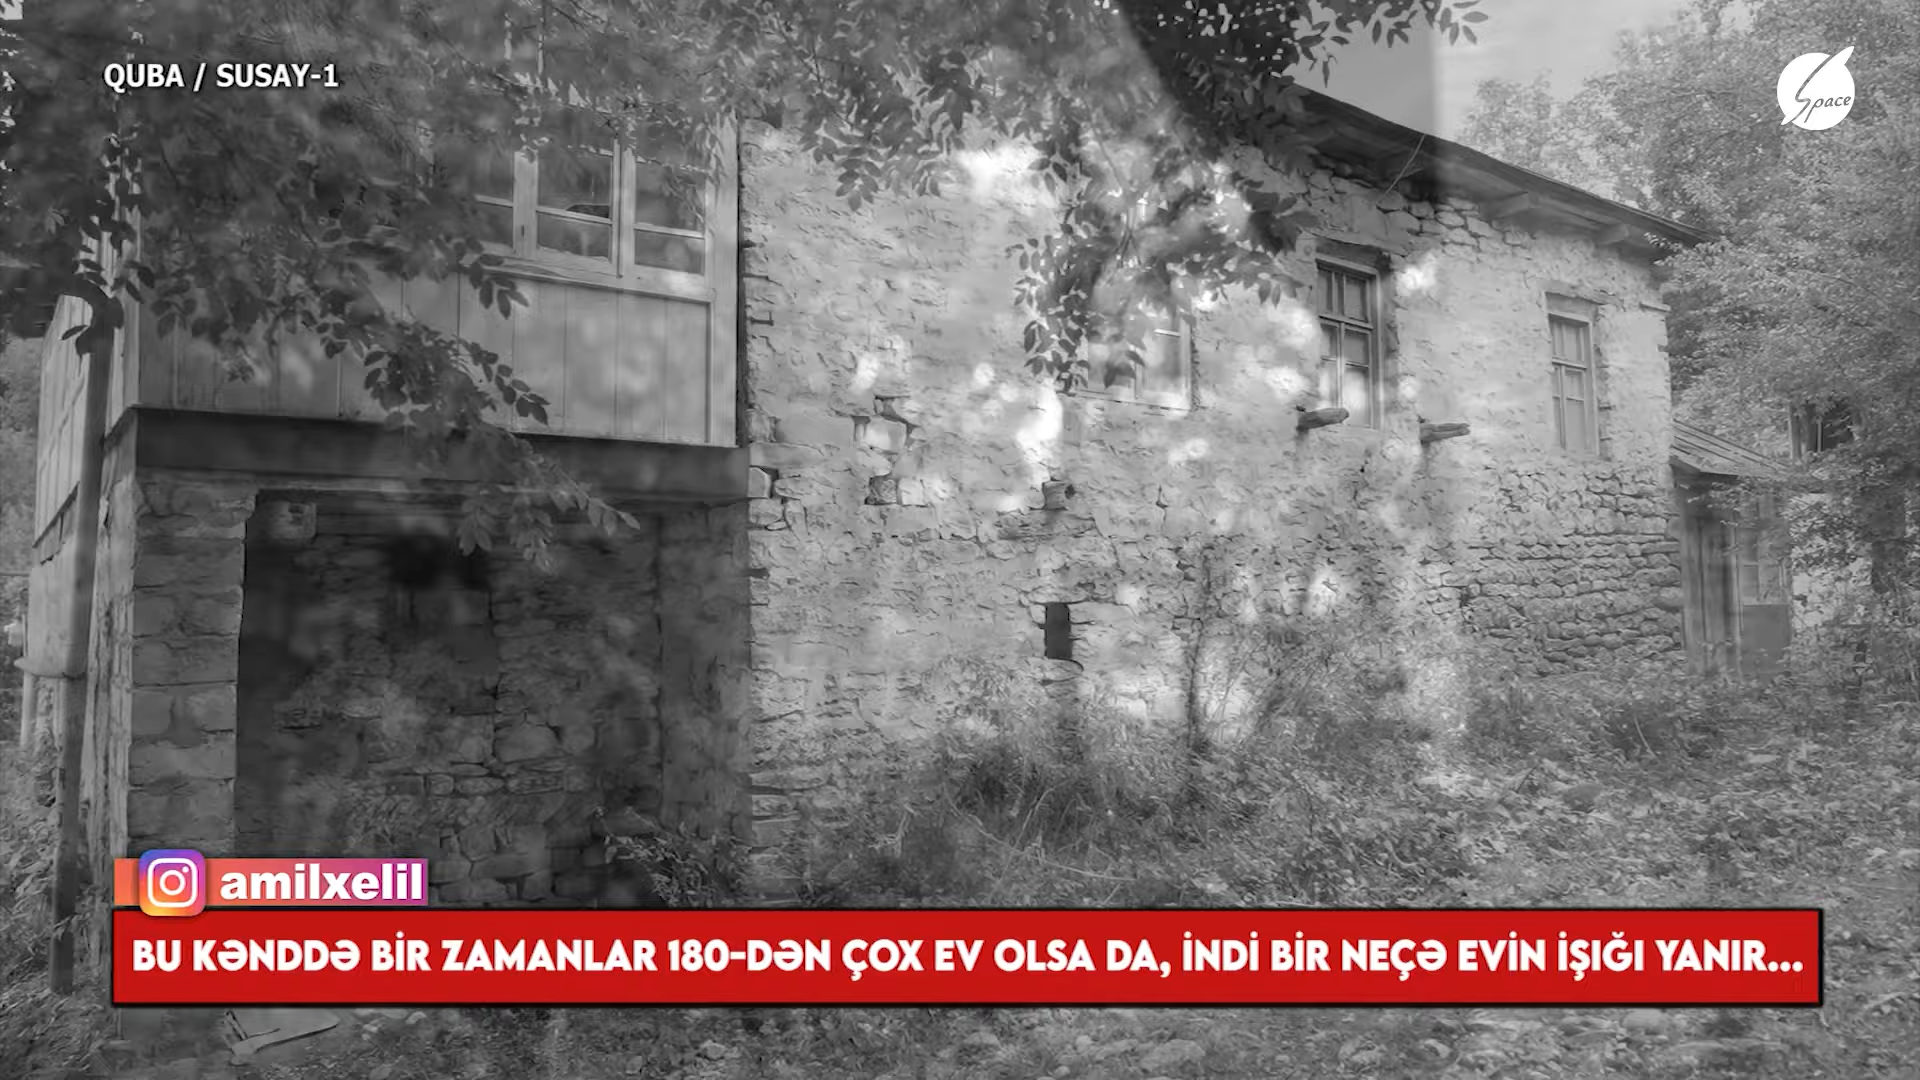 QUBA / SUSAY-1
Space
amilxelil
BU KƏNDDƏ BİR ZAMANLAR 180-DƏN ÇOX EV OLSA DA, İNDİ BİR NEÇƏ EVİN İŞIĞI YANIR...